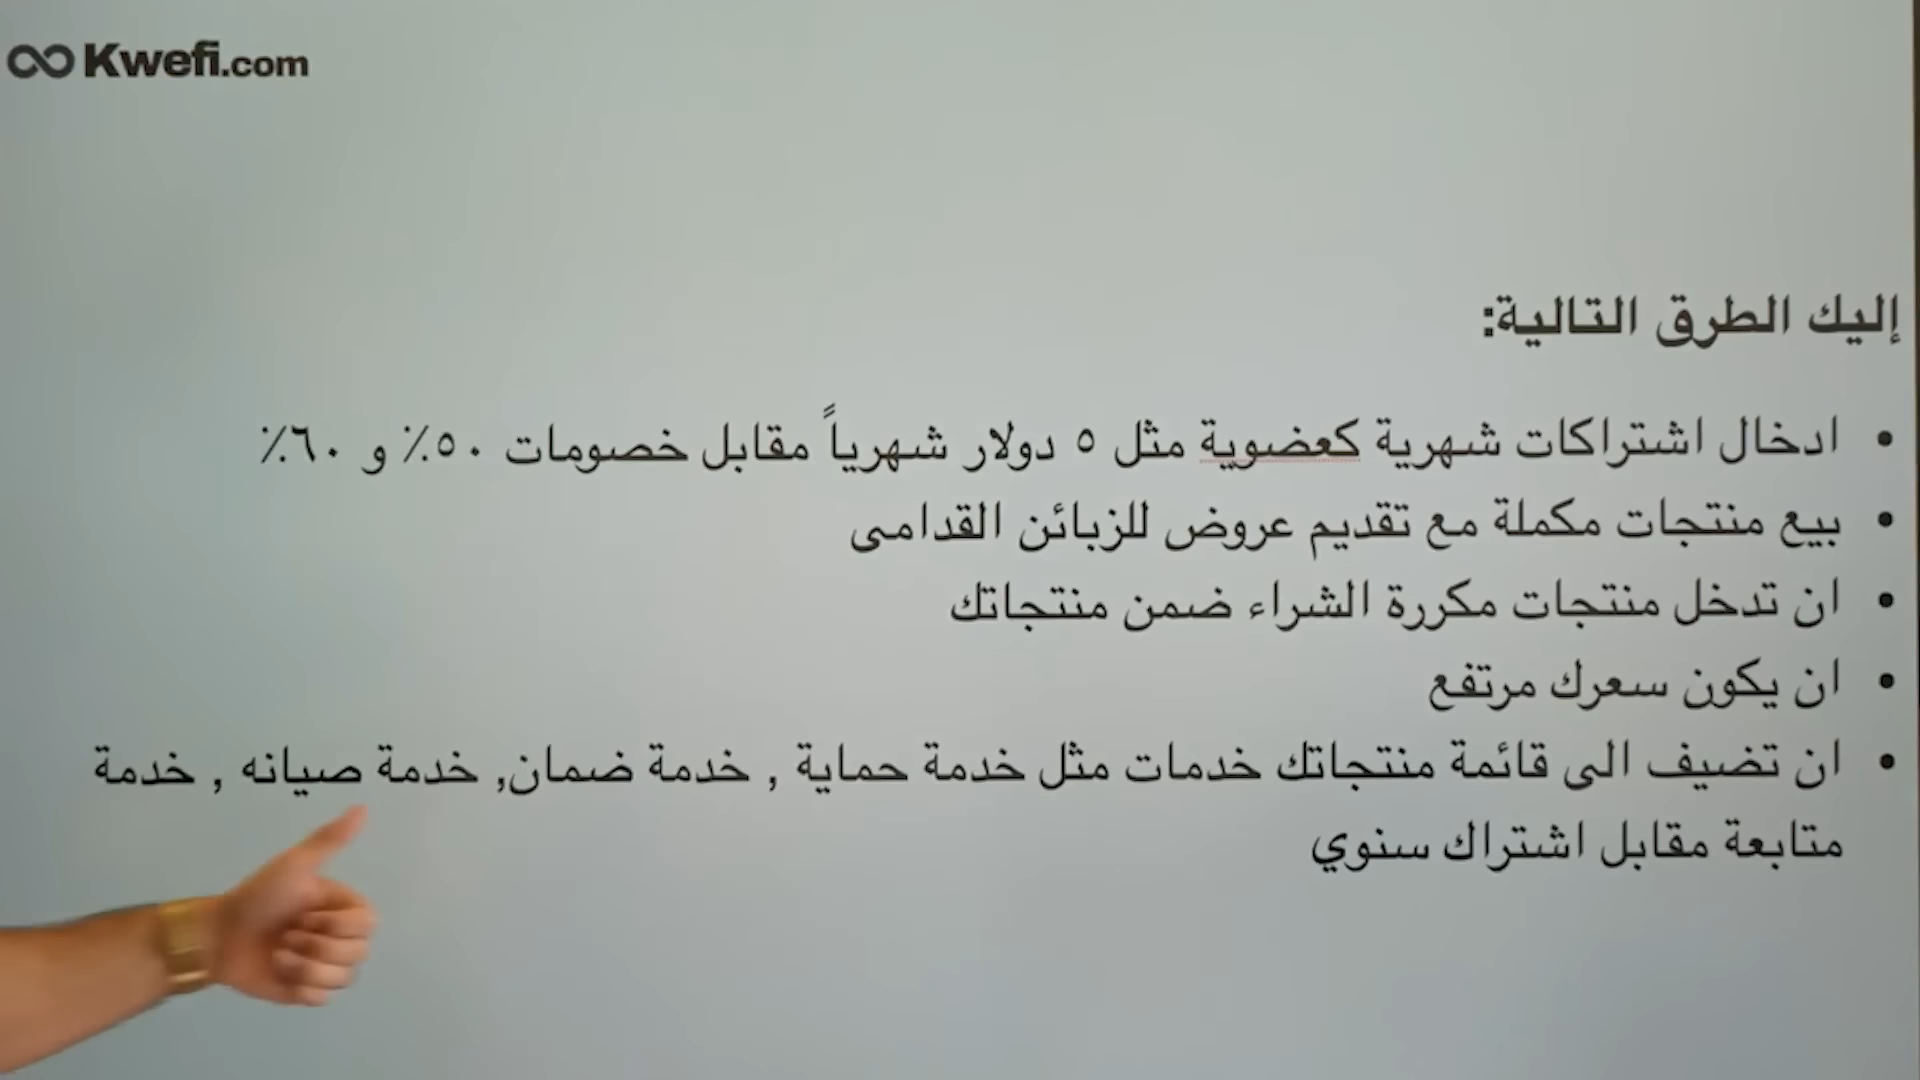 Kwefi.com
إليك الطرق التالية:
• ادخال اشتراكات شهرية كعضوية مثل ٥ دولار شهرياً مقابل خصومات ٥٠٪ و ٦٠٪
• بيع منتجات مكملة مع تقديم عروض للزبائن القدامى
• ان تدخل منتجات مكررة الشراء ضمن منتجاتك
• ان يكون سعرك مرتفع
• ان تضيف الى قائمة منتجاتك خدمات مثل خدمة حماية , خدمة ضمان, خدمة صيانه , خدمة
متابعة مقابل اشتراك سنوي